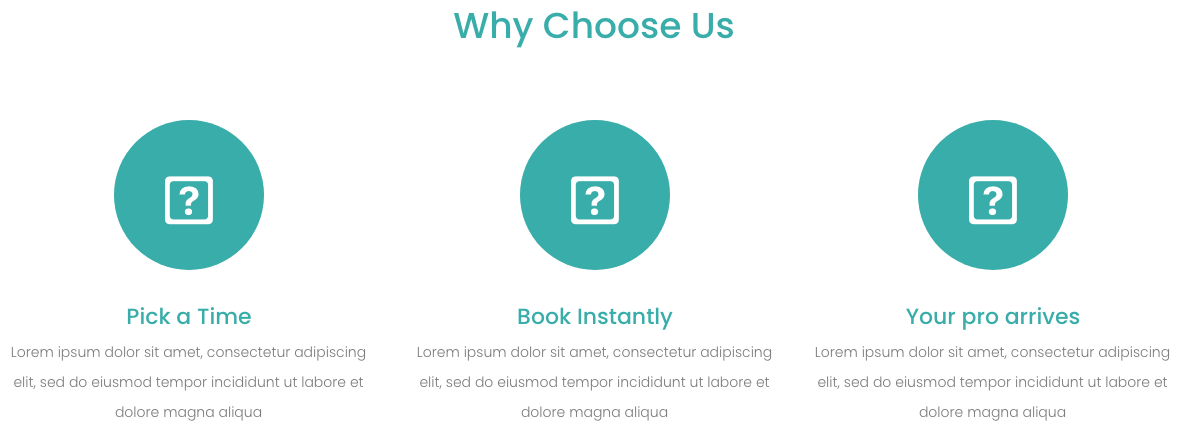 Why Choose Us
?
?
?
Pick a Time
Book Instantly
Your pro arrives
Lorem ipsum dolor sit amet, consectetur adipiscing
elit, sed do eiusmod tempor incididunt ut labore et
dolore magna aliqua
Lorem ipsum dolor sit amet, consectetur adipiscing
elit, sed do eiusmod tempor incididunt ut labore et
dolore magna aliqua
Lorem ipsum dolor sit amet, consectetur adipiscing
elit, sed do eiusmod tempor incididunt ut labore et
dolore magna aliqua